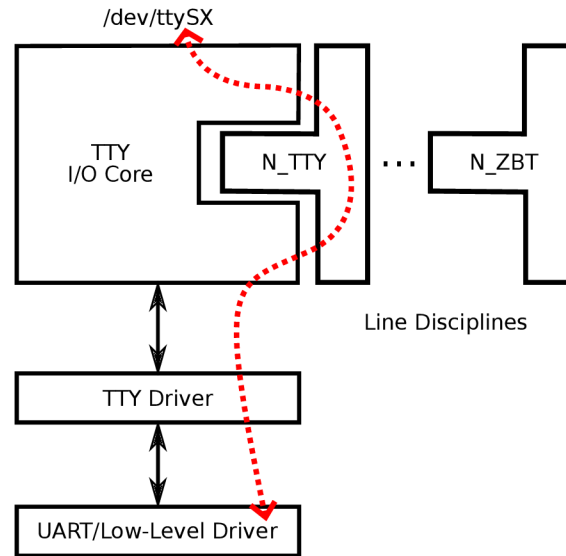 /dev/ttySX
TTY
I/O Core
N_TTY
...
N_ZBT
Line Disciplines
TTY Driver
UART/Low-Level Driver